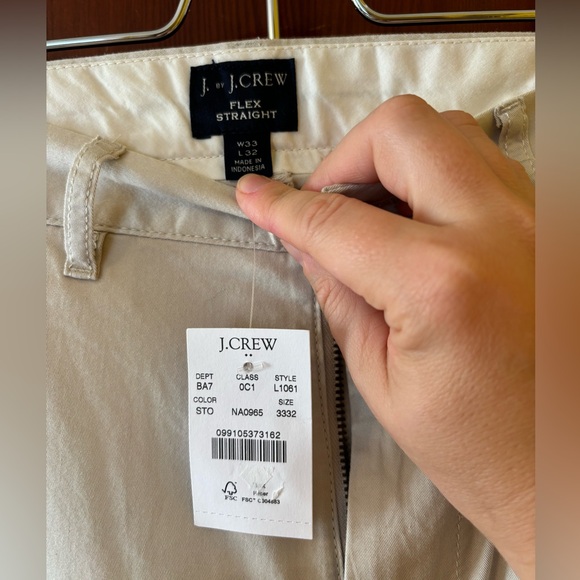 J. BY J.CREW
FLEX
STRAIGHT
W33
L32
MADE IN
INDONESIA
J.CREW
DEPT CLASS STYLE
BA7 0C1 L1061
COLOR SIZE
STO NA0965 3332
099105373162
FSC